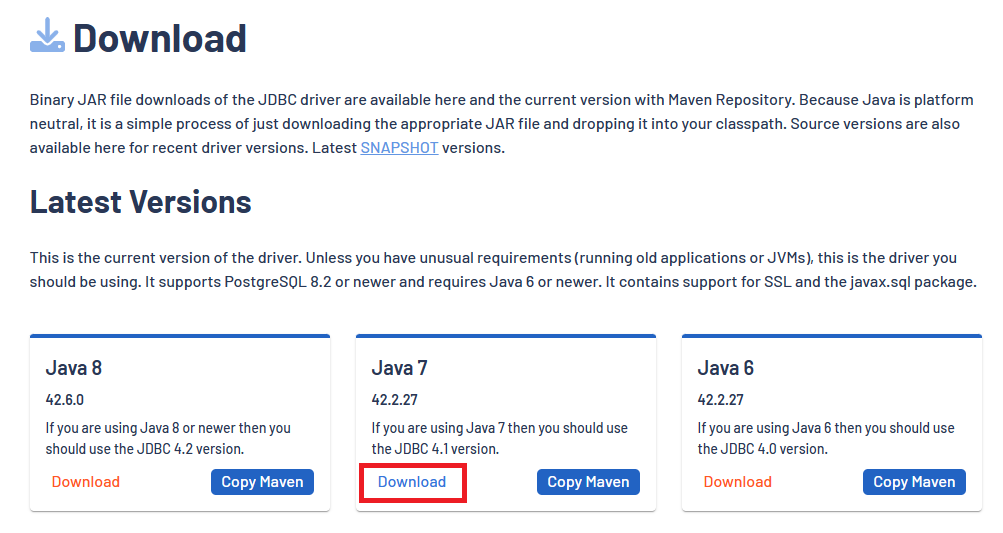 Download
Binary JAR file downloads of the JDBC driver are available here and the current version with Maven Repository. Because Java is platform
neutral, it is a simple process of just downloading the appropriate JAR file and dropping it into your classpath. Source versions are also
available here for recent driver versions. Latest SNAPSHOT versions.
Latest Versions
This is the current version of the driver. Unless you have unusual requirements (running old applications or JVMs), this is the driver you
should be using. It supports PostgreSQL 8.2 or newer and requires Java 6 or newer. It contains support for SSL and the javax.sql package.
Java 8
42.6.0
If you are using Java 8 or newer then you
should use the JDBC 4.2 version.
Download Copy Maven
Java 7
42.2.27
If you are using Java 7 then you should use
the JDBC 4.1 version.
Download Copy Maven
Java 6
42.2.27
If you are using Java 6 then you should use
the JDBC 4.0 version.
Download Copy Maven